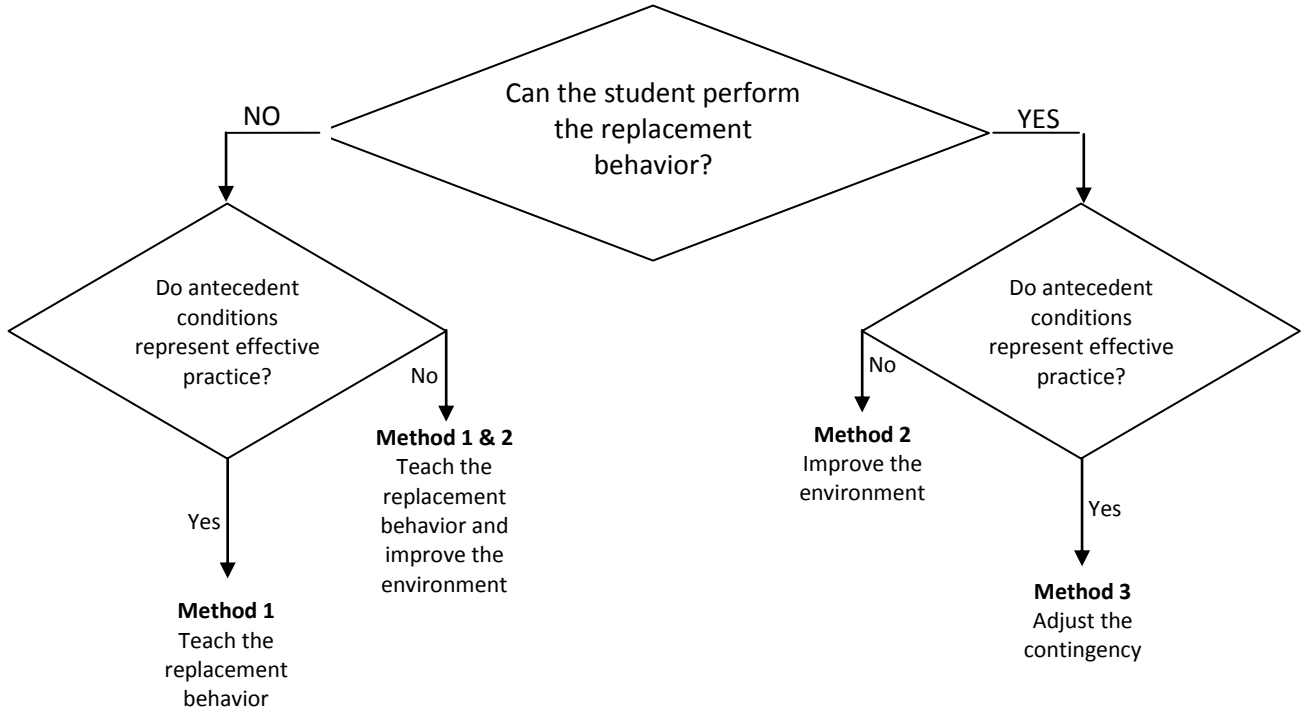 Can the student perform
the replacement
behavior?
NO
YES
Do antecedent
conditions
represent effective
practice?
No
Yes
Method 1 & 2
Teach the
replacement
behavior and
improve the
environment
Method 1
Teach the
replacement
behavior
Do antecedent
conditions
represent effective
practice?
No
Yes
Method 2
Improve the
environment
Method 3
Adjust the
contingency